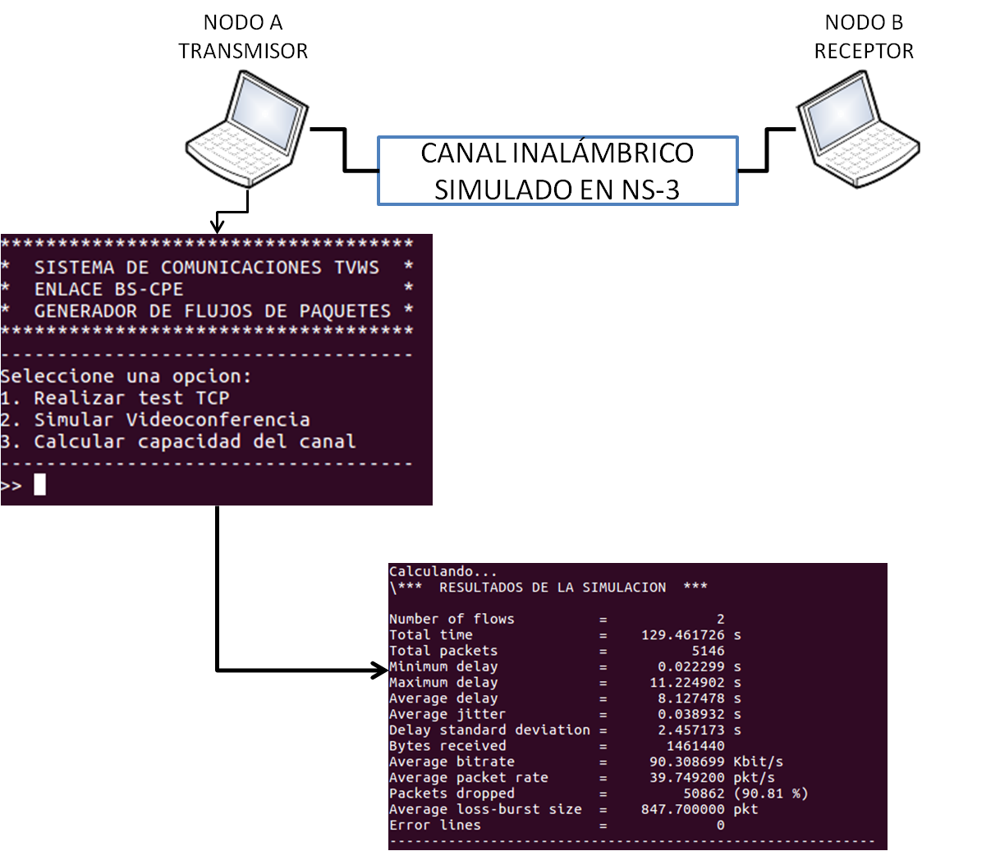 NODO A
TRANSMISOR
NODO B
RECEPTOR
CANAL INALÁMBRICO
SIMULADO EN NS-3
************************************
*  SISTEMA DE COMUNICACIONES TVWS  *
*  ENLACE BS-CPE                   *
*  GENERADOR DE FLUJOS DE PAQUETES *
************************************
------------------------------------
Seleccione una opcion:
1. Realizar test TCP
2. Simular Videoconferencia
3. Calcular capacidad del canal
------------------------------------
>>
Calculando...
\***  RESULTADOS DE LA SIMULACION  ***
Number of flows          =             2
Total time               =    129.461726 s
Total packets            =          5146
Minimum delay            =      0.022299 s
Maximum delay            =     11.224902 s
Average delay            =      8.127478 s
Average jitter           =      0.038932 s
Delay standard deviation =      2.457173 s
Bytes received           =       1461440
Average bitrate          =     90.308699 Kbit/s
Average packet rate      =     39.749200 pkt/s
Packets dropped          =         50862 (90.81 %)
Average loss-burst size  =    847.700000 pkt
Error lines              =             0
----------------------------------------------------------